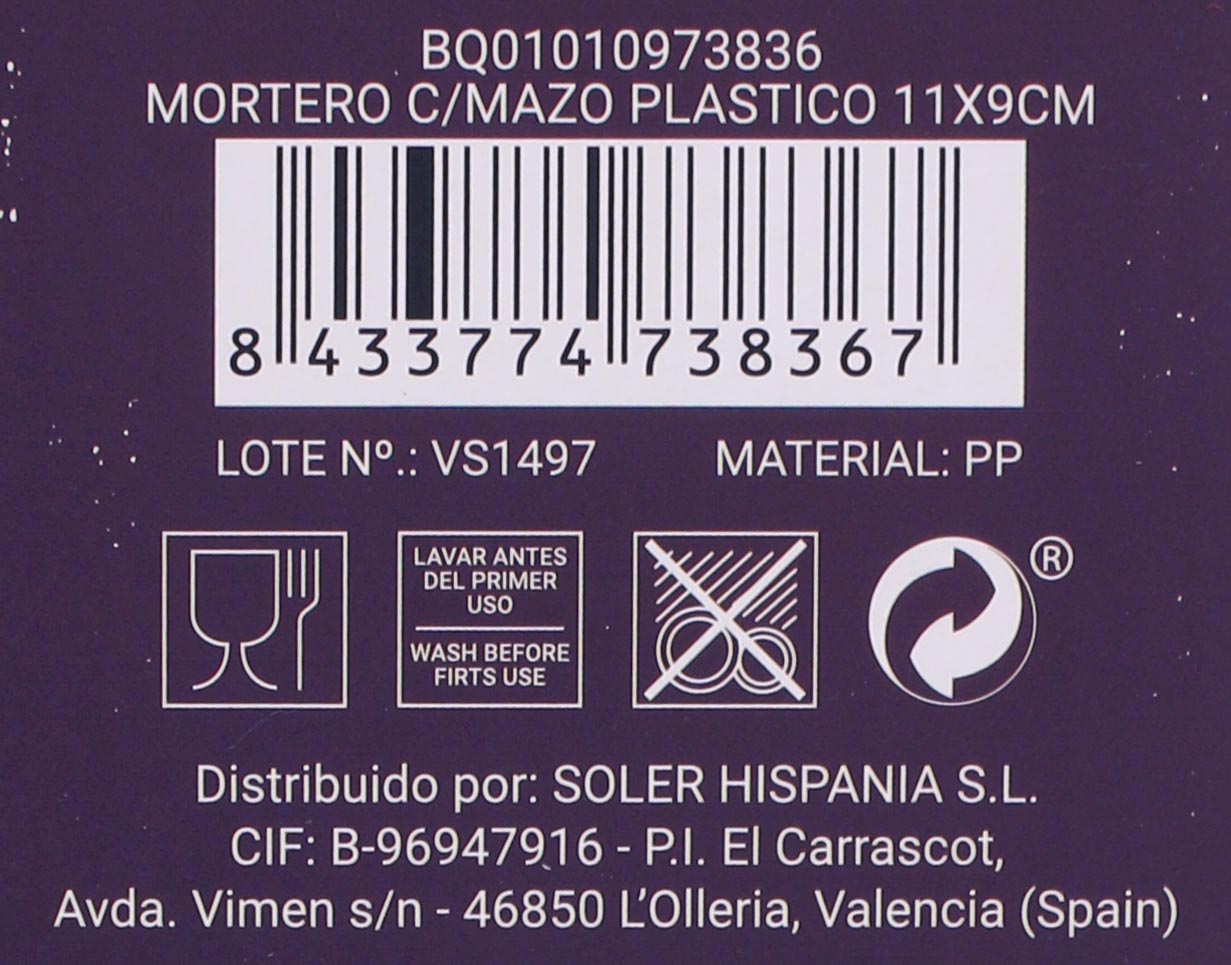 BQ01010973836
MORTERO C/MAZO PLASTICO 11X9CM
8 433774 738367
LOTE Nº.: VS1497 MATERIAL: PP
LAVAR ANTES
DEL PRIMER
USO
WASH BEFORE
FIRTS USE
®
Distribuido por: SOLER HISPANIA S.L.
CIF: B-96947916 - P.I. El Carrascot,
Avda. Vimen s/n - 46850 L'Olleria, Valencia (Spain)